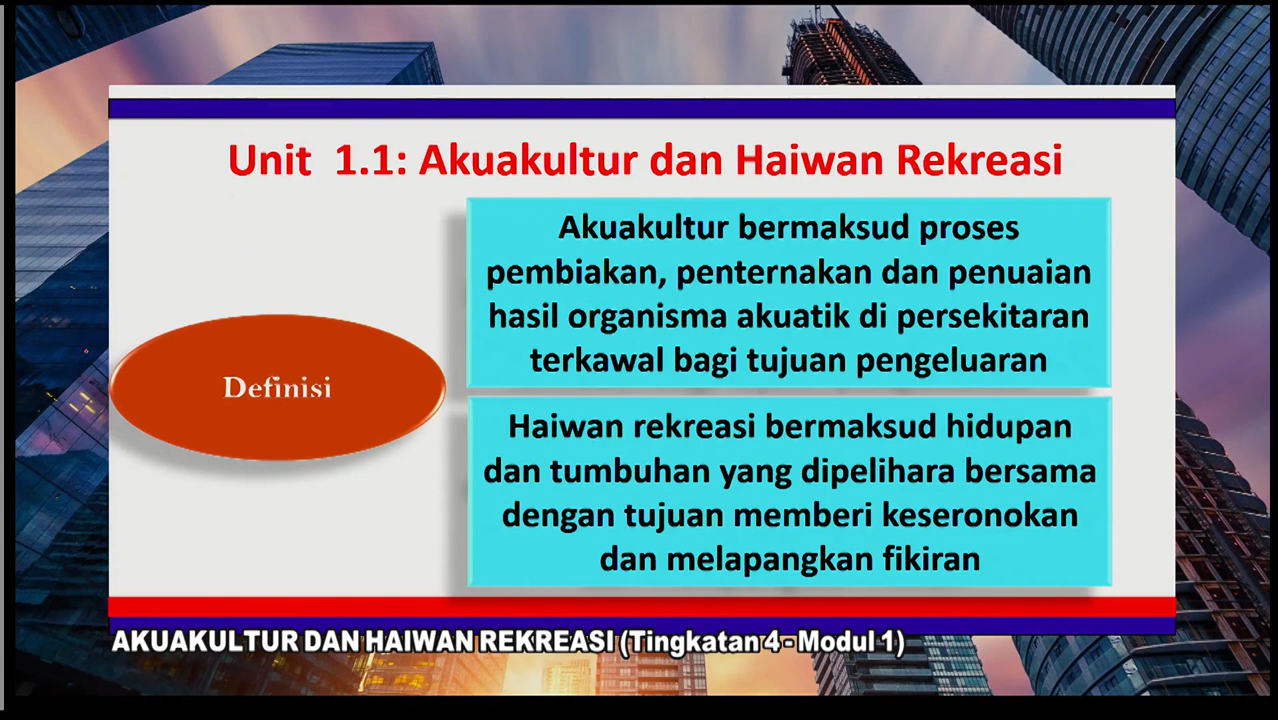 Unit 1.1: Akuakultur dan Haiwan Rekreasi
Definisi
Akuakultur bermaksud proses
pembiakan, penternakan dan penuaian
hasil organisma akuatik di persekitaran
terkawal bagi tujuan pengeluaran
Haiwan rekreasi bermaksud hidupan
dan tumbuhan yang dipelihara bersama
dengan tujuan memberi keseronokan
dan melapangkan fikiran
AKUAKULTUR DAN HAIWAN REKREASI (Tingkatan 4 - Modul 1)